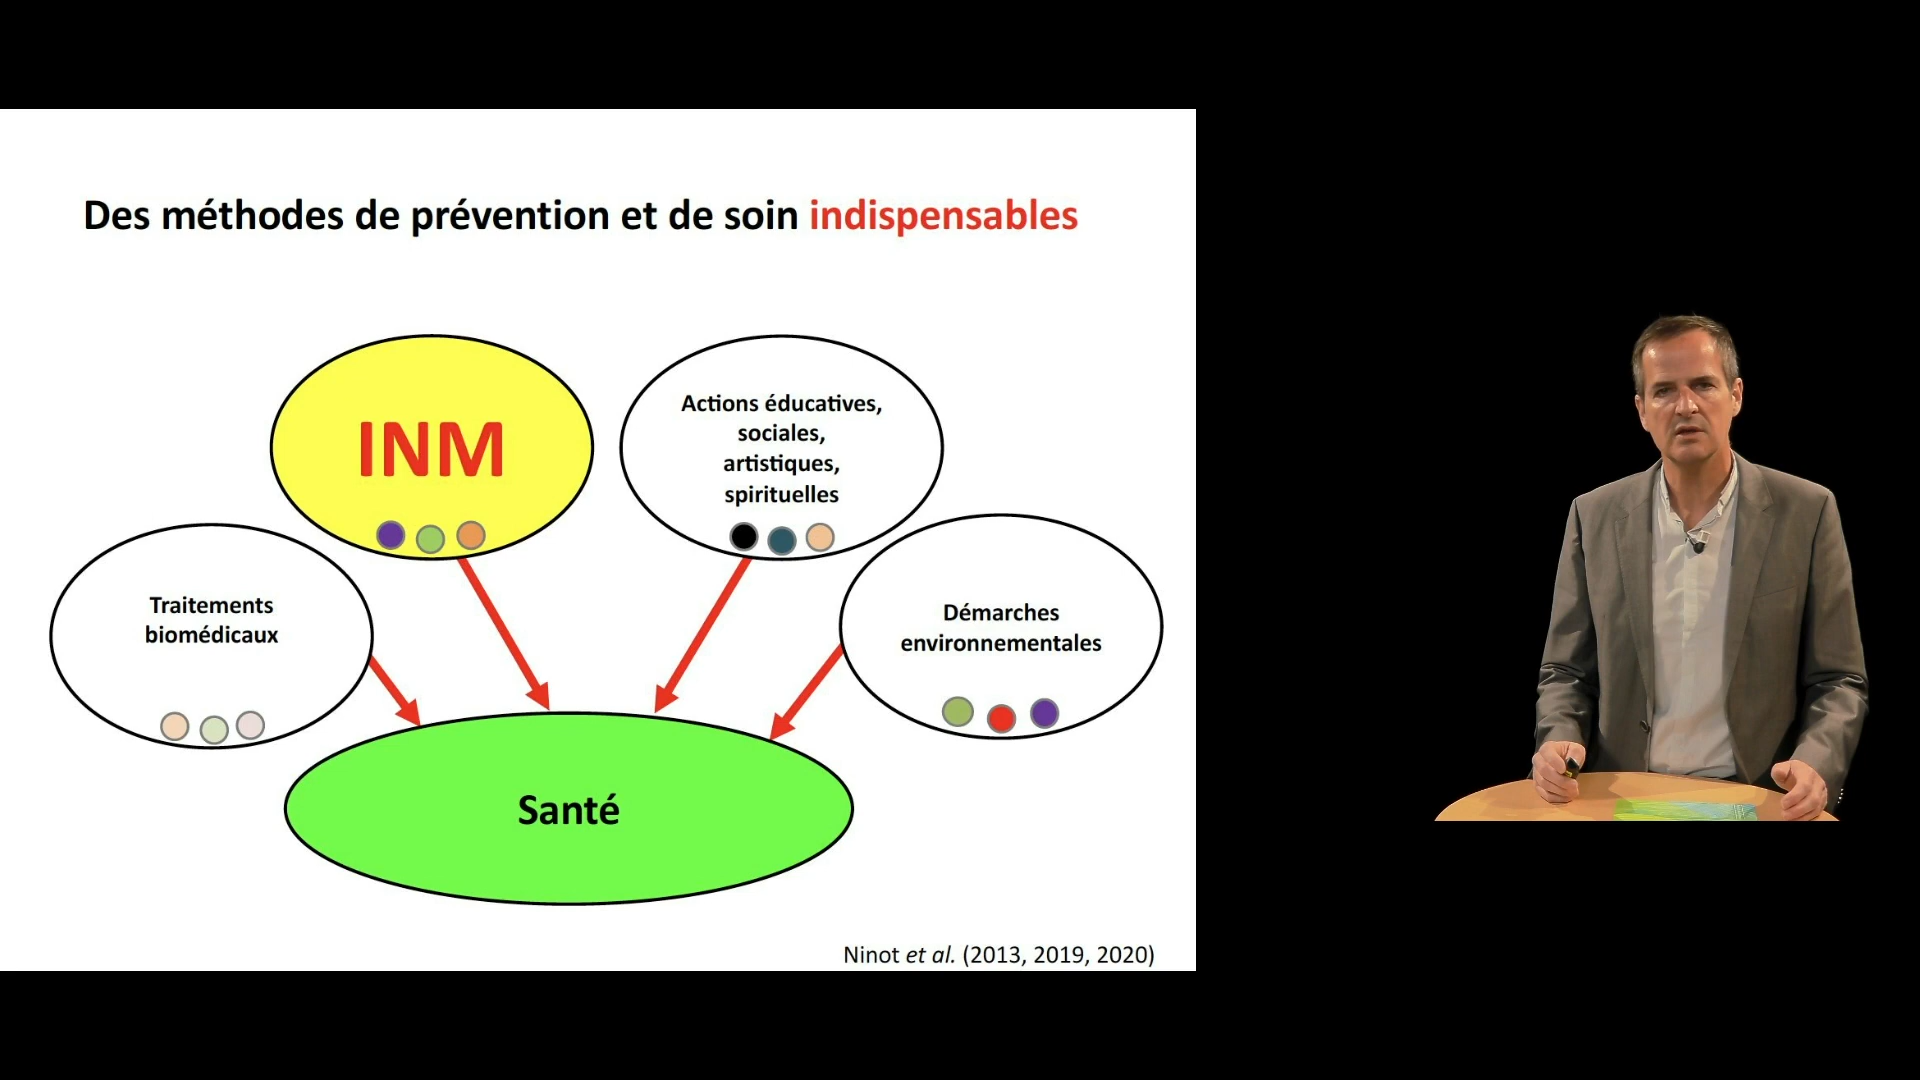 Des méthodes de prévention et de soin indispensables
INM
Actions éducatives,
sociales,
artistiques,
spirituelles
Traitements
biomédicaux
Démarches
environnementales
Santé
Ninot et al. (2013, 2019, 2020)